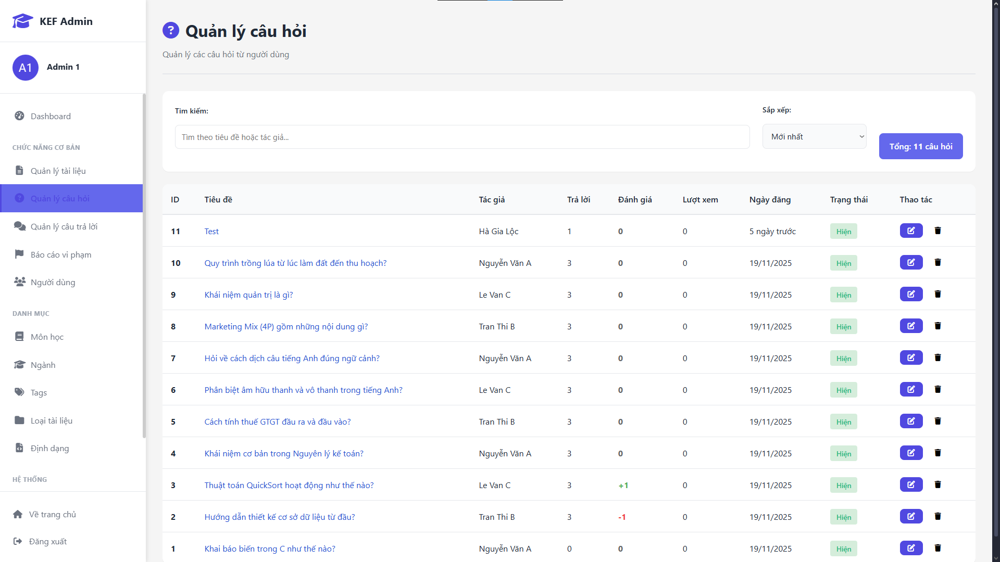 KEF Admin
A1
Admin 1
Dashboard
CHỨC NĂNG CƠ BẢN
Quản lý tài liệu
Quản lý câu hỏi
Quản lý câu trả lời
Báo cáo vi phạm
Người dùng
DANH MỤC
Môn học
Ngành
Tags
Loại tài liệu
Định dạng
HỆ THỐNG
Về trang chủ
Đăng xuất
Quản lý câu hỏi
Quản lý các câu hỏi từ người dùng
Tìm kiếm:
Tìm theo tiêu đề hoặc tác giả...
Sắp xếp:
Mới nhất
Tổng: 11 câu hỏi
ID Tiêu đề Tác giả Trả lời Đánh giá Lượt xem Ngày đăng Trạng thái Thao tác
11 Test Hà Gia Lộc 1 0 0 5 ngày trước Hiện
10 Quy trình trồng lúa từ lúc làm đất đến thu hoạch? Nguyễn Văn A 3 0 0 19/11/2025 Hiện
9 Khái niệm quản trị là gì? Le Van C 3 0 0 19/11/2025 Hiện
8 Marketing Mix (4P) gồm những nội dung gì? Tran Thi B 3 0 0 19/11/2025 Hiện
7 Hỏi về cách dịch câu tiếng Anh đúng ngữ cảnh? Nguyễn Văn A 3 0 0 19/11/2025 Hiện
6 Phân biệt âm hữu thanh và vô thanh trong tiếng Anh? Le Van C 3 0 0 19/11/2025 Hiện
5 Cách tính thuế GTGT đầu ra và đầu vào? Tran Thi B 3 0 0 19/11/2025 Hiện
4 Khái niệm cơ bản trong Nguyên lý kế toán? Nguyễn Văn A 3 0 0 19/11/2025 Hiện
3 Thuật toán QuickSort hoạt động như thế nào? Le Van C 3 +1 0 19/11/2025 Hiện
2 Hướng dẫn thiết kế cơ sở dữ liệu từ đầu? Tran Thi B 3 -1 0 19/11/2025 Hiện
1 Khai báo biến trong C như thế nào? Nguyễn Văn A 0 0 0 19/11/2025 Hiện